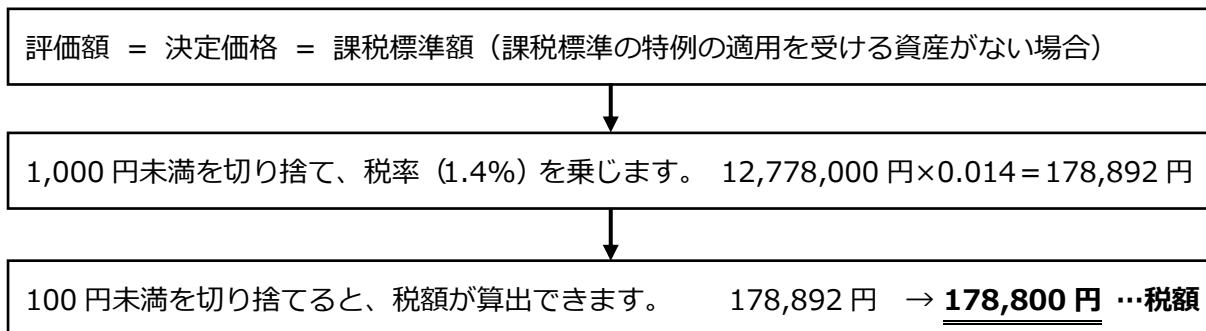 評価額 = 決定価格 = 課税標準額（課税標準の特例の適用を受ける資産がない場合）
1,000 円未満を切り捨て、税率（1.4%）を乗じます。 12,778,000 円×0.014＝178,892 円
100 円未満を切り捨てると、税額が算出できます。 178,892 円 → 178,800 円 …税額